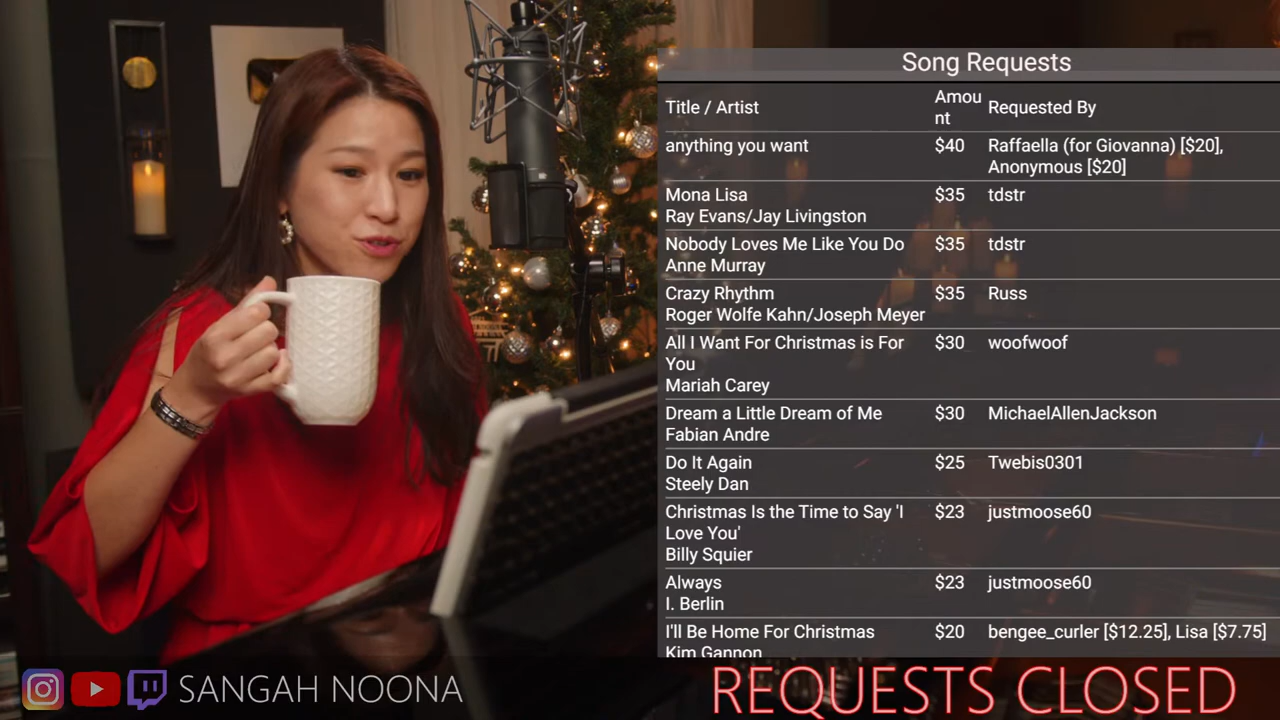 Song Requests
Title / Artist
Amou
nt
Requested By
anything you want
$40
Raffaella (for Giovanna) [$20],
Anonymous [$20]
Mona Lisa
Ray Evans/Jay Livingston
$35
tdstr
Nobody Loves Me Like You Do
Anne Murray
$35
tdstr
Crazy Rhythm
Roger Wolfe Kahn/Joseph Meyer
$35
Russ
All I Want For Christmas is For
You
Mariah Carey
$30
woofwoof
Dream a Little Dream of Me
Fabian Andre
$30
MichaelAllenJackson
Do It Again
Steely Dan
$25
Twebis0301
Christmas Is the Time to Say 'I
Love You'
Billy Squier
$23
justmoose60
Always
I. Berlin
$23
justmoose60
I'll Be Home For Christmas
Kim Gannon
$20
bengee_curler [$12.25], Lisa [$7.75]
SANGAH NOONA
REQUESTS CLOSED